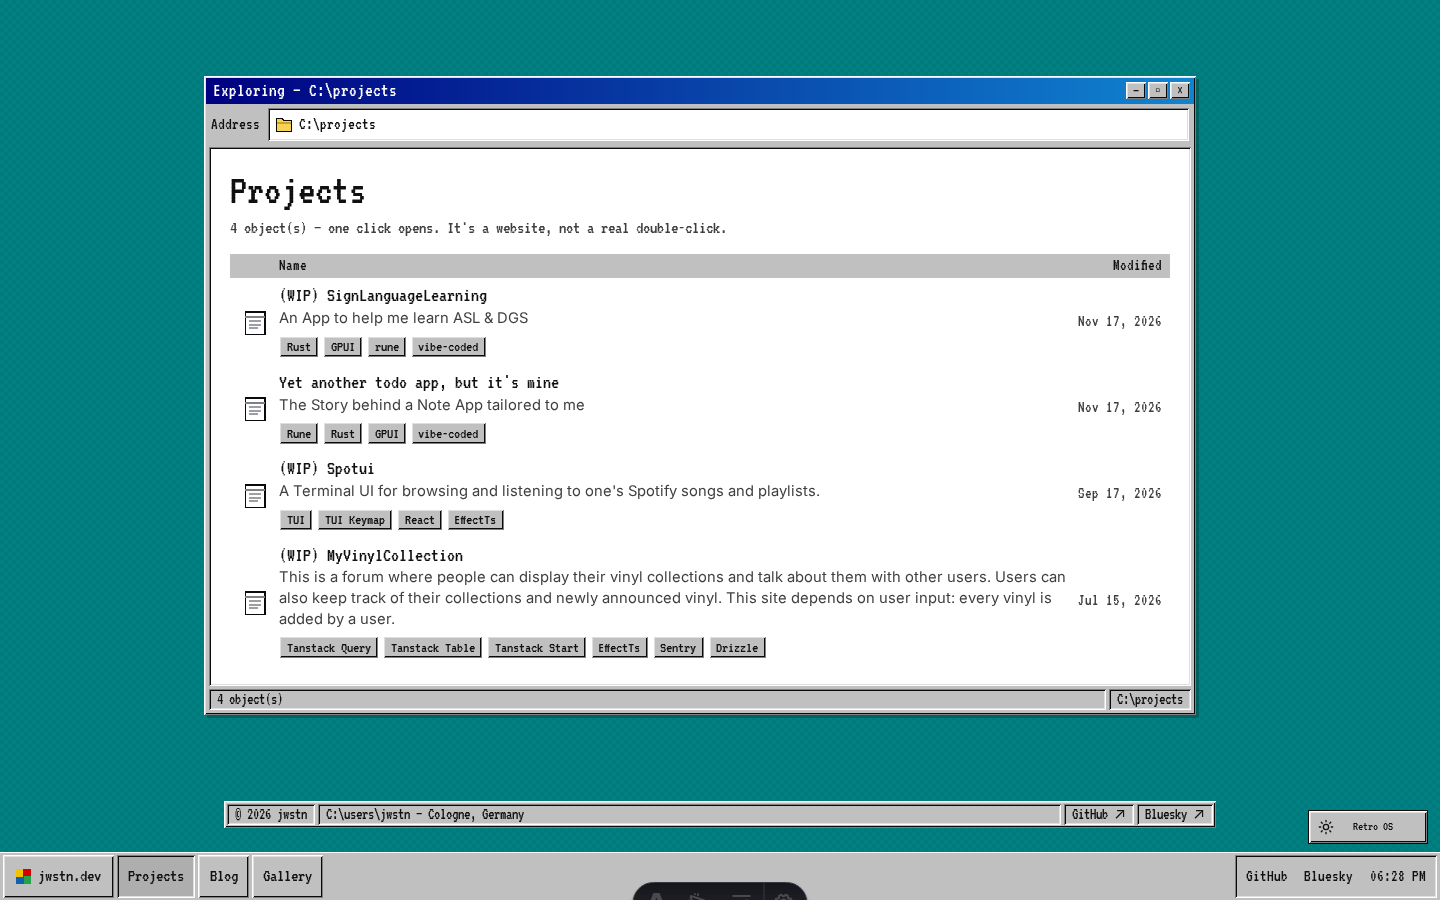 Exploring - C:\projects
Address C:\projects
Projects
4 object(s) - one click opens. It's a website, not a real double-click.
Name Modified
(WIP) SignLanguageLearning
An App to help me learn ASL & DGS
Nov 17, 2026
Rust GPUI rune vibe-coded
Yet another todo app, but it's mine
The Story behind a Note App tailored to me
Nov 17, 2026
Rune Rust GPUI vibe-coded
(WIP) Spotui
A Terminal UI for browsing and listening to one's Spotify songs and playlists.
Sep 17, 2026
TUI TUI Keymap React EffectTs
(WIP) MyVinylCollection
This is a forum where people can display their vinyl collections and talk about them with other users. Users can
also keep track of their collections and newly announced vinyl. This site depends on user input: every vinyl is
added by a user.
Jul 15, 2026
Tanstack Query Tanstack Table Tanstack Start EffectTs Sentry Drizzle
4 object(s) C:\projects
© 2026 jwstn C:\users\jwstn - Cologne, Germany GitHub ↗ Bluesky ↗
Retro OS
jwstn.dev Projects Blog Gallery GitHub Bluesky 06:28 PM